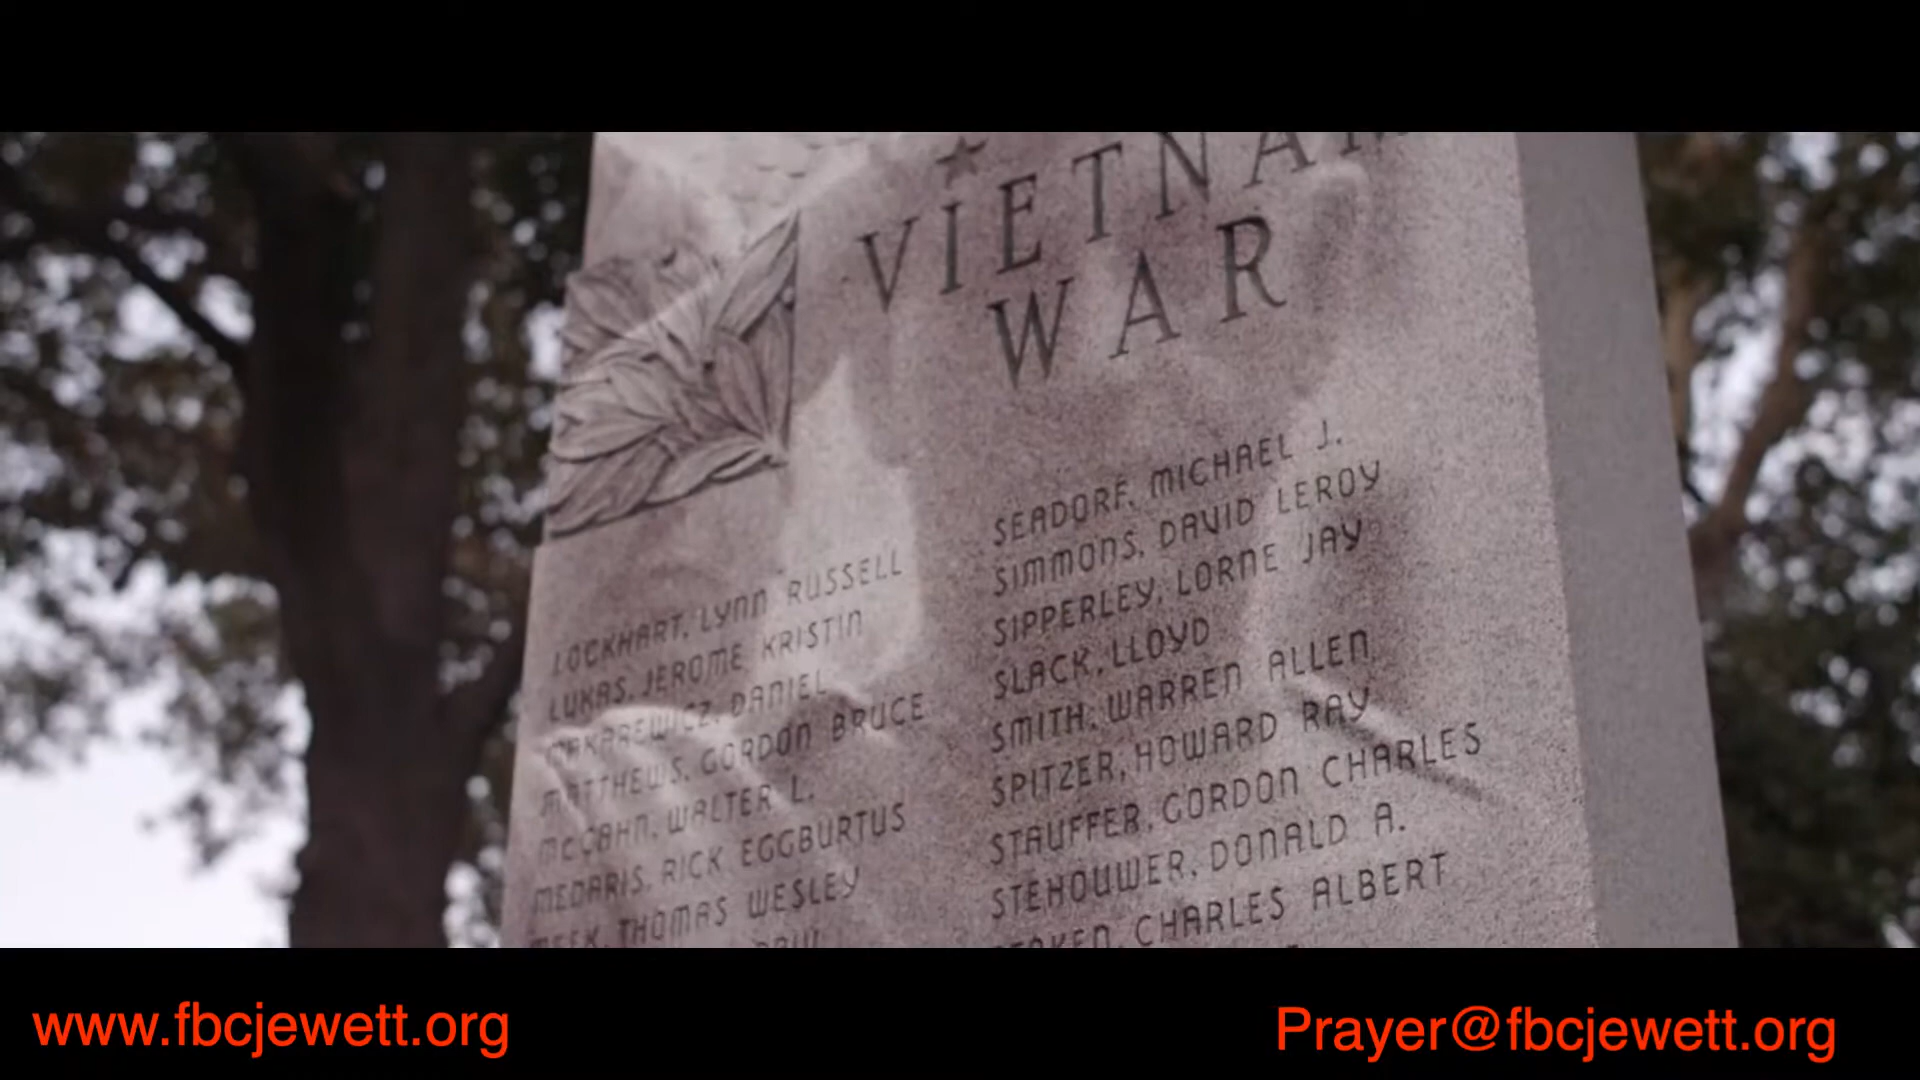 VIETNAM
WAR
LOCKHART, LYNN RUSSELL
LUKAS, JEROME KRISTIN
MAKAREWICZ, DANIEL
MATTHEWS, GORDON BRUCE
McCAHN, WALTER L.
MEDARIS, RICK EGGBURTUS
MEEK, THOMAS WESLEY
SEADORF, MICHAEL J.
SIMMONS, DAVID LEROY
SIPPERLEY, LORNE JAY
SLACK, LLOYD
SMITH, WARREN ALLEN
SPITZER, HOWARD RAY
STAUFFER, GORDON CHARLES
STEHOUWER, DONALD A.
CHARLES ALBERT
www.fbcjewett.org
Prayer@fbcjewett.org